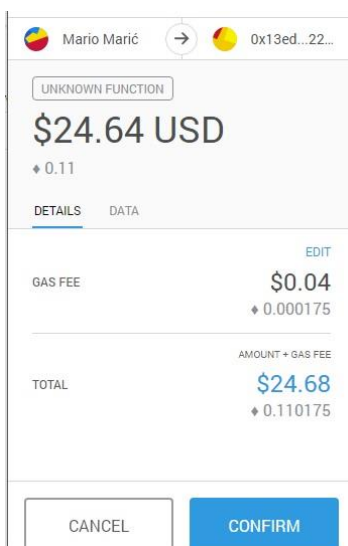 Mario Marić → 0x13ed...22...
UNKNOWN FUNCTION
$24.64 USD
♦ 0.11
DETAILS DATA
EDIT
GAS FEE $0.04
♦ 0.000175
AMOUNT + GAS FEE
TOTAL $24.68
♦ 0.110175
CANCEL CONFIRM